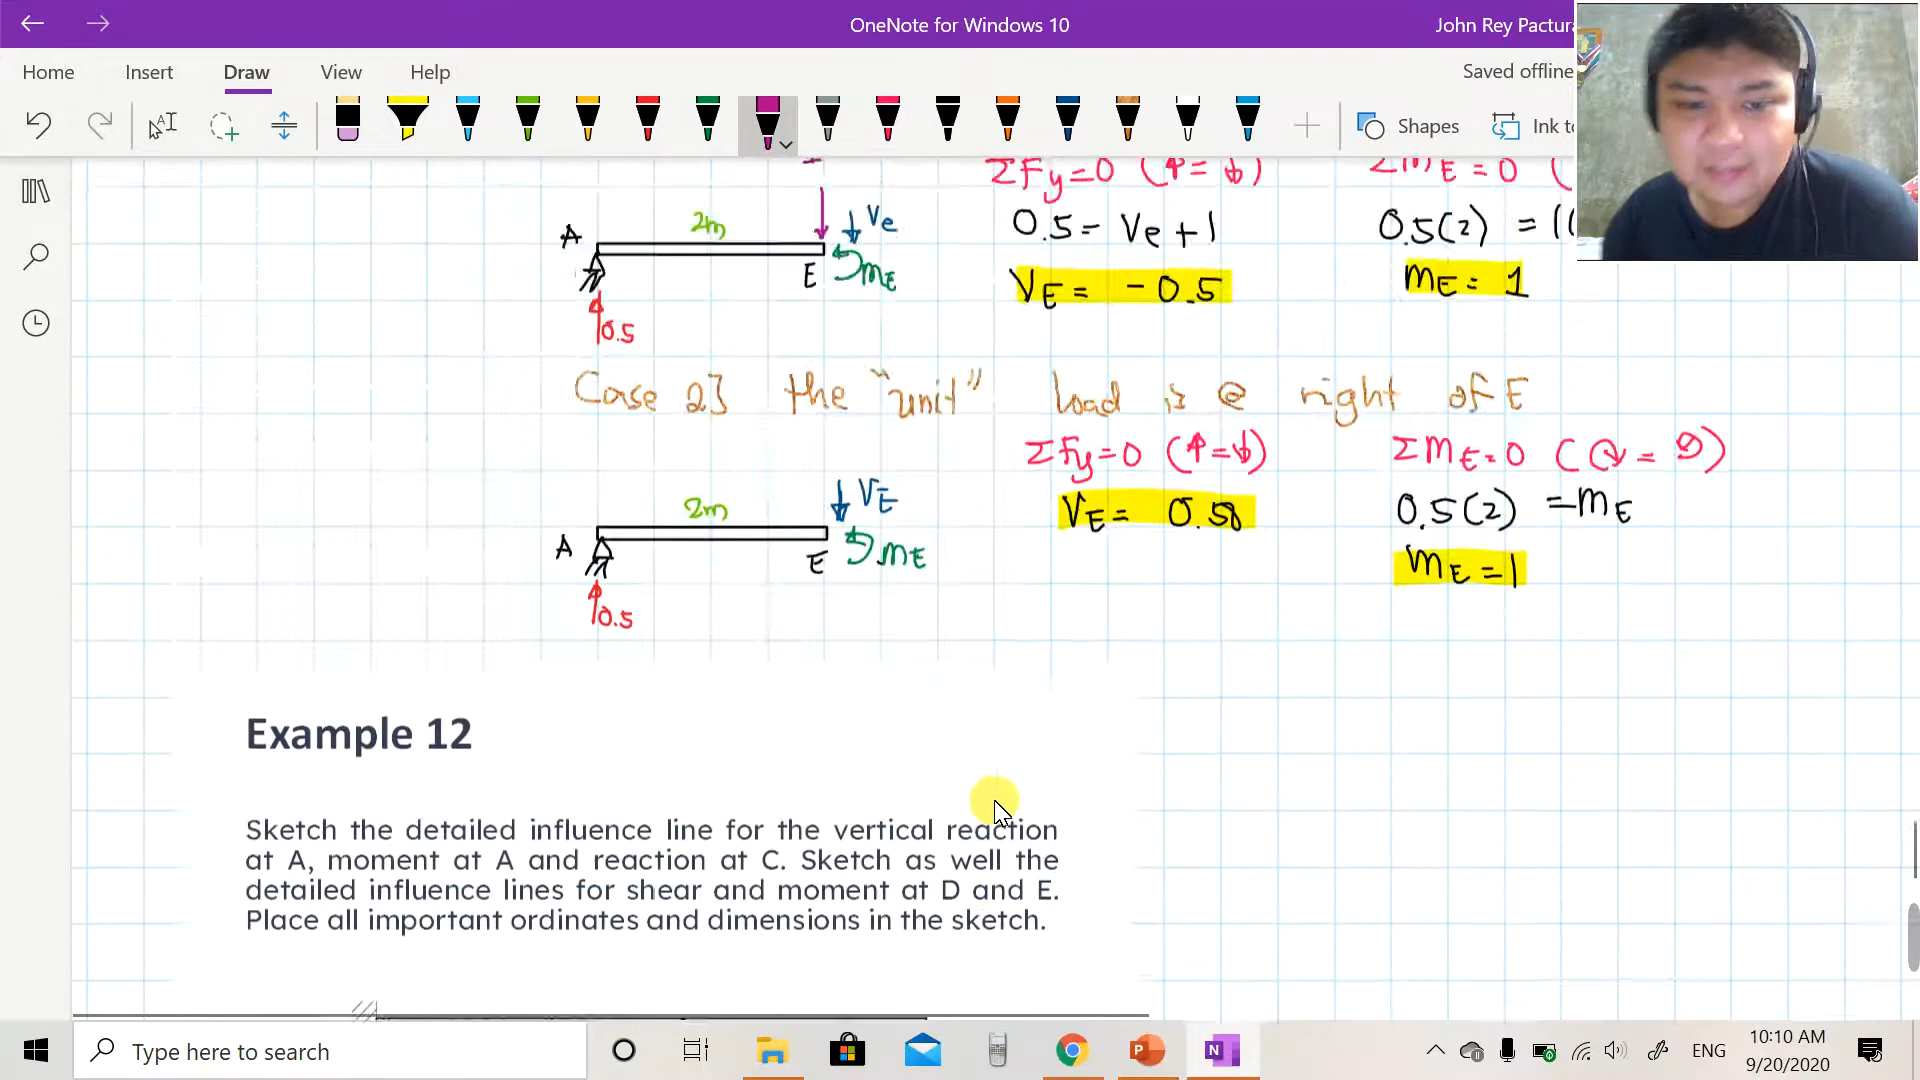 OneNote for Windows 10
John Rey Pactura
Home Insert Draw View Help
Saved offline
Shapes Ink to
ΣFy=0 (↑=↓)
ΣME=0 (
A 2m Ve
0.5= Ve+1
0.5(2) =1(
E mE
VE= -0.5
mE= 1
0.5
Case 2] the "unit" load is @ right of E
ΣFy=0 (↑=↓)
ΣmE=0 (↻=↺)
2m VE
VE= 0.5
0.5(2) =mE
A E mE
mE=1
0.5
Example 12
Sketch the detailed influence line for the vertical reaction
at A, moment at A and reaction at C. Sketch as well the
detailed influence lines for shear and moment at D and E.
Place all important ordinates and dimensions in the sketch.
Type here to search
ENG
10:10 AM
9/20/2020